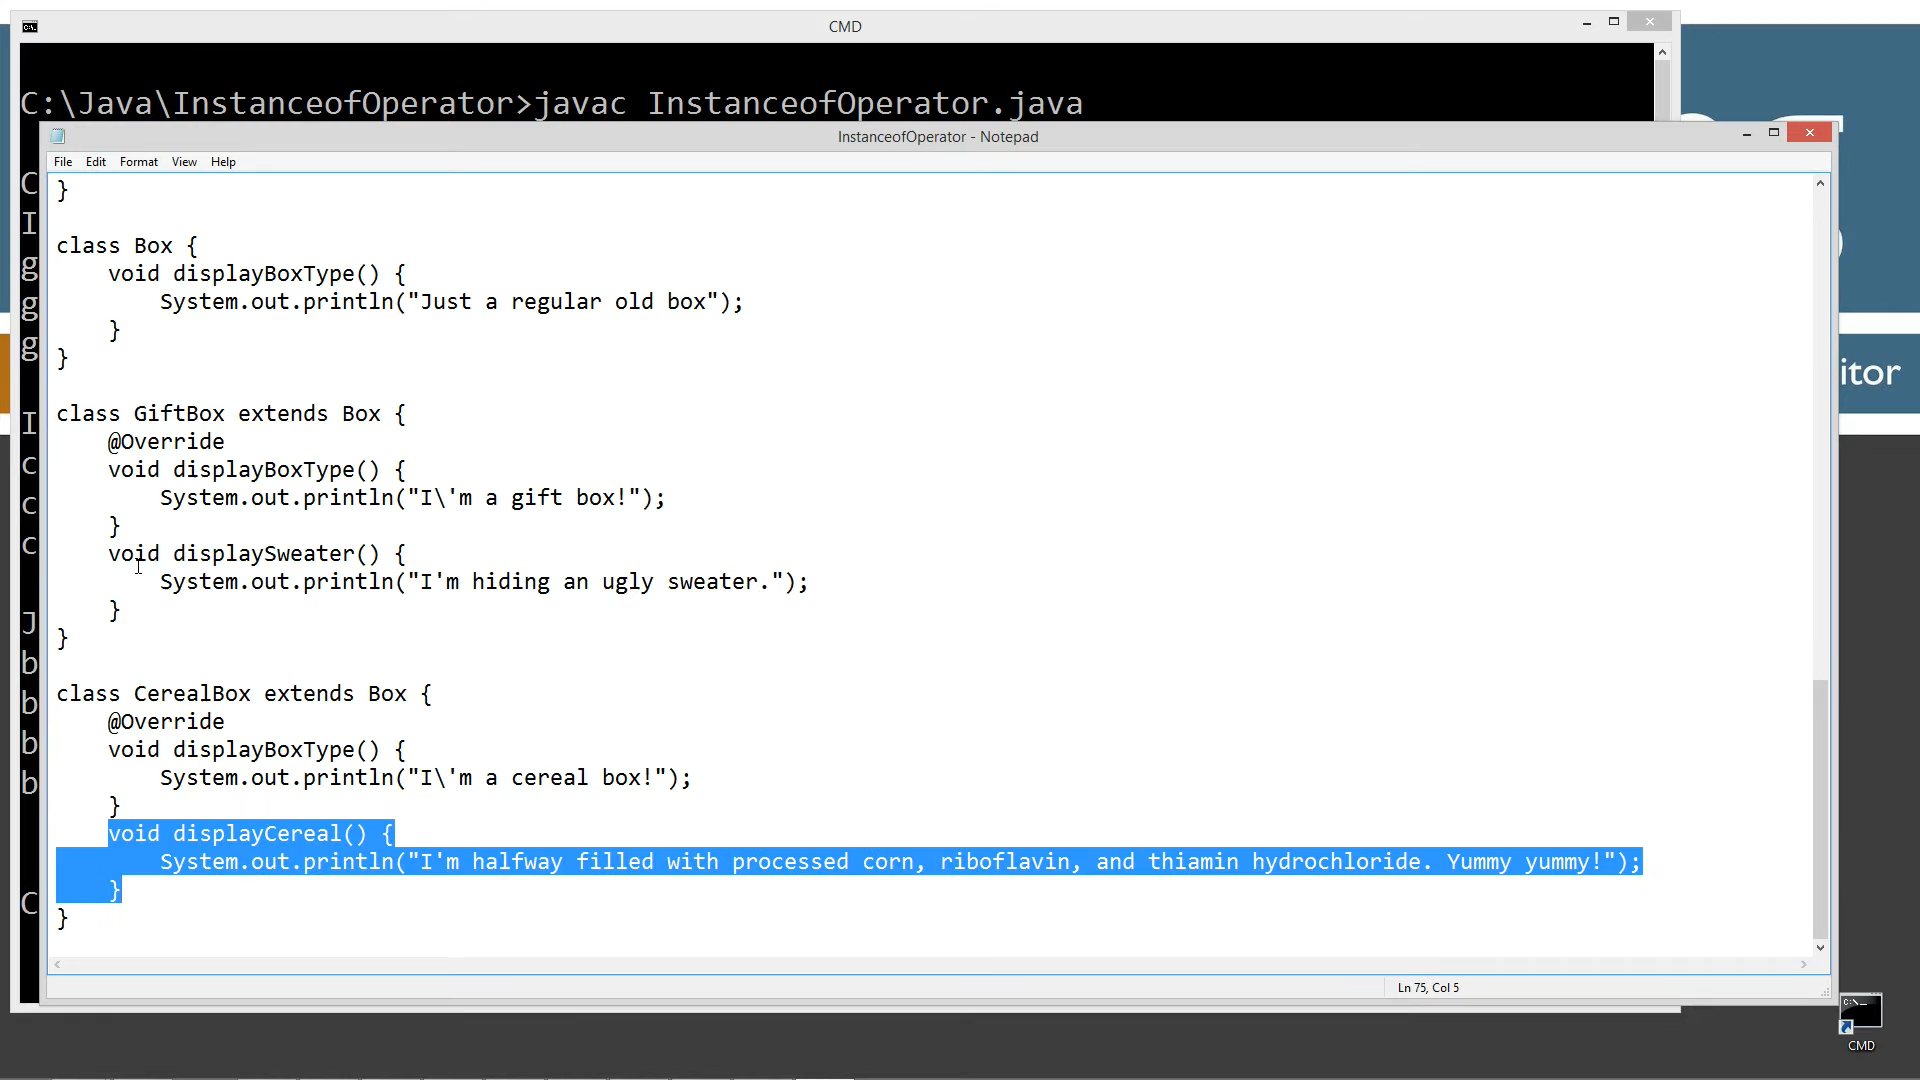 CMD
C:\Java\InstanceofOperator>javac InstanceofOperator.java
InstanceofOperator - Notepad
File Edit Format View Help
}
class Box {
void displayBoxType() {
System.out.println("Just a regular old box");
}
}
class GiftBox extends Box {
@Override
void displayBoxType() {
System.out.println("I\'m a gift box!");
}
void displaySweater() {
System.out.println("I'm hiding an ugly sweater.");
}
}
class CerealBox extends Box {
@Override
void displayBoxType() {
System.out.println("I\'m a cereal box!");
}
void displayCereal() {
System.out.println("I'm halfway filled with processed corn, riboflavin, and thiamin hydrochloride. Yummy yummy!");
}
}
Ln 75, Col 5
C
I
g
g
g
I
c
c
c
J
b
b
b
b
C
itor
CMD